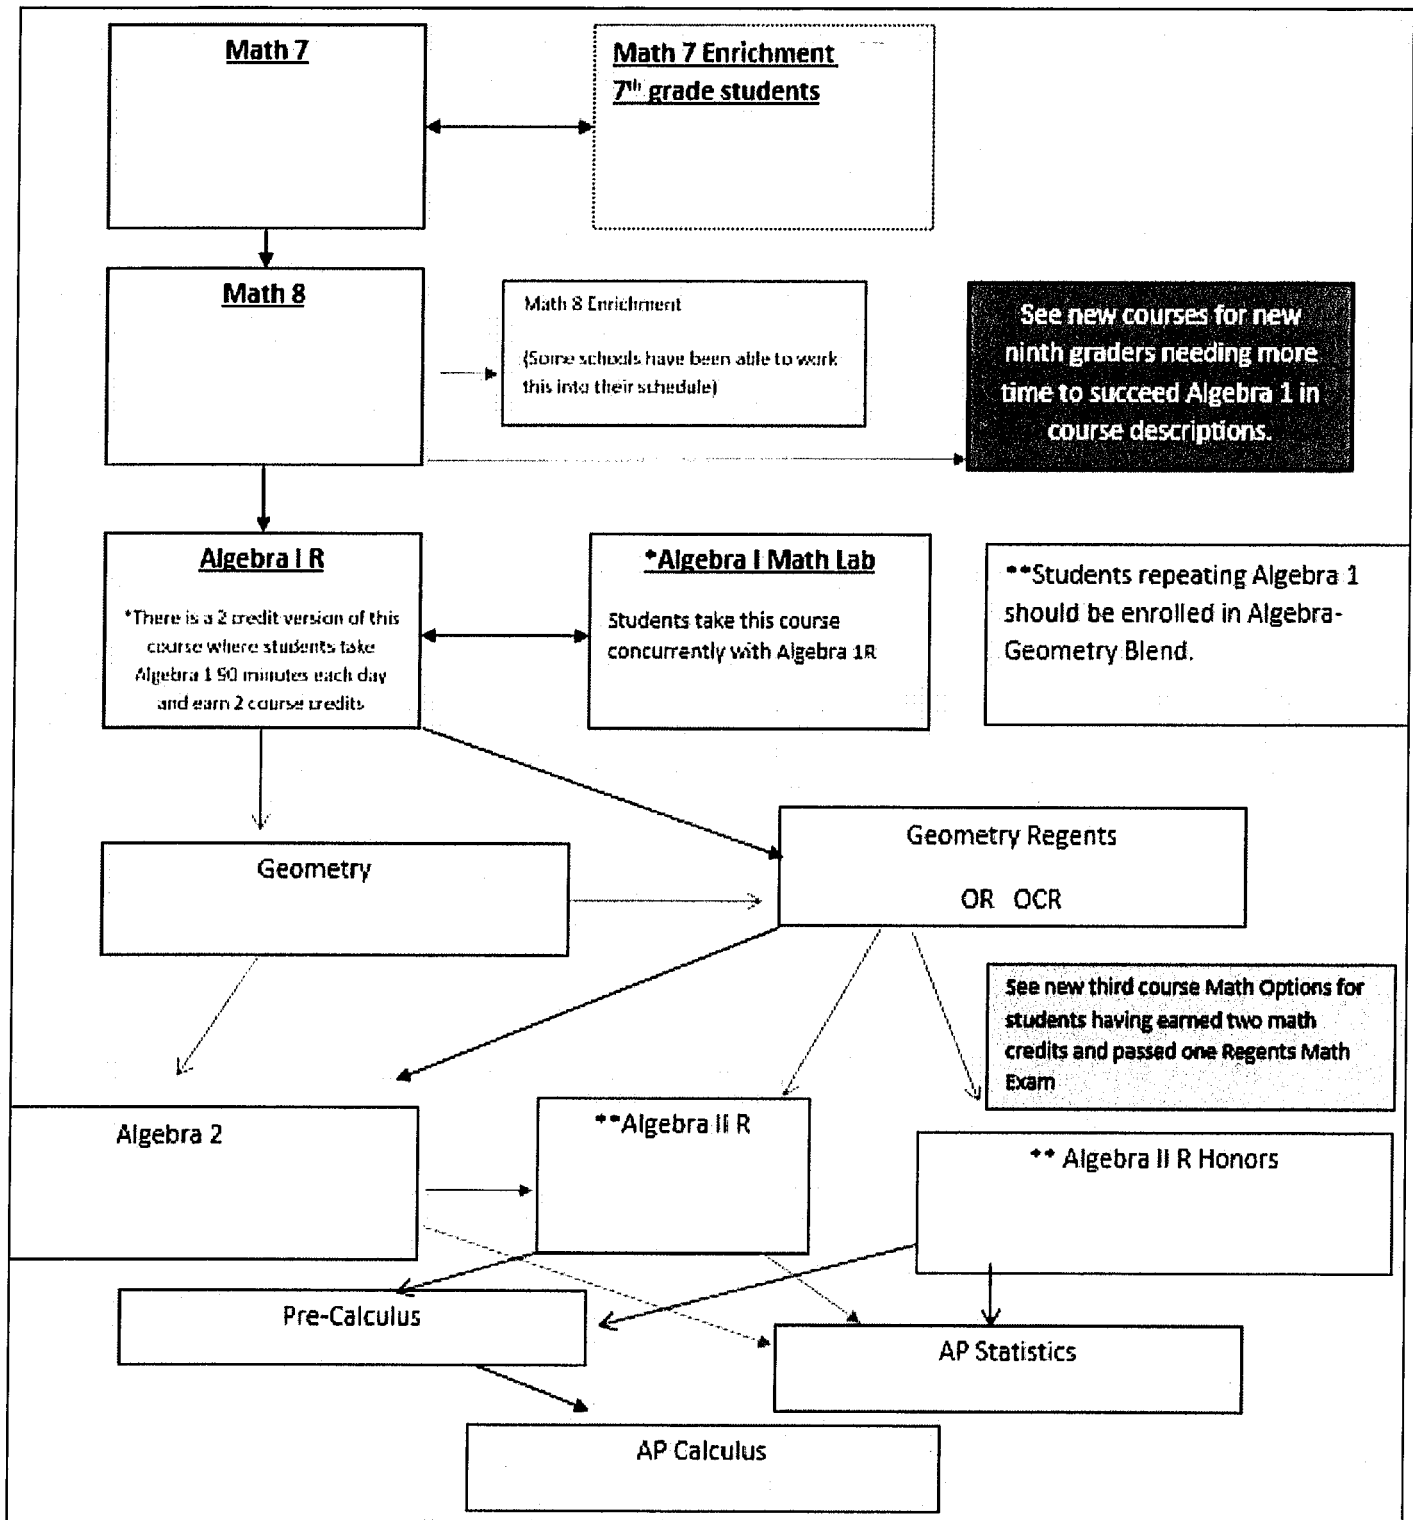 Math 7
Math 7 Enrichment
7th grade students
Math 8
Math 8 Enrichment
(Some schools have been able to work
this into their schedule)
See new courses for new
ninth graders needing more
time to succeed Algebra 1 in
course descriptions.
Algebra I R
*There is a 2 credit version of this
course where students take
Algebra 1 90 minutes each day
and earn 2 course credits
*Algebra I Math Lab
Students take this course
concurrently with Algebra 1R
**Students repeating Algebra 1
should be enrolled in Algebra-
Geometry Blend.
Geometry
Geometry Regents
OR OCR
See new third course Math Options for
students having earned two math
credits and passed one Regents Math
Exam
Algebra 2
**Algebra II R
** Algebra II R Honors
Pre-Calculus
AP Statistics
AP Calculus